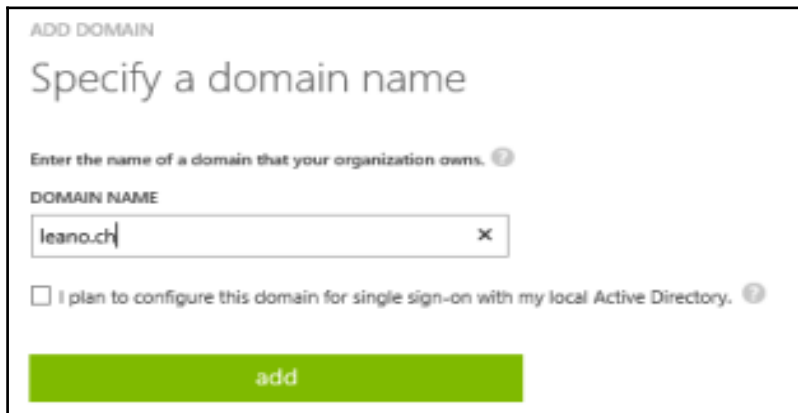 ADD DOMAIN
Specify a domain name
Enter the name of a domain that your organization owns. ?
DOMAIN NAME
leano.ch ×
I plan to configure this domain for single sign-on with my local Active Directory. ?
add